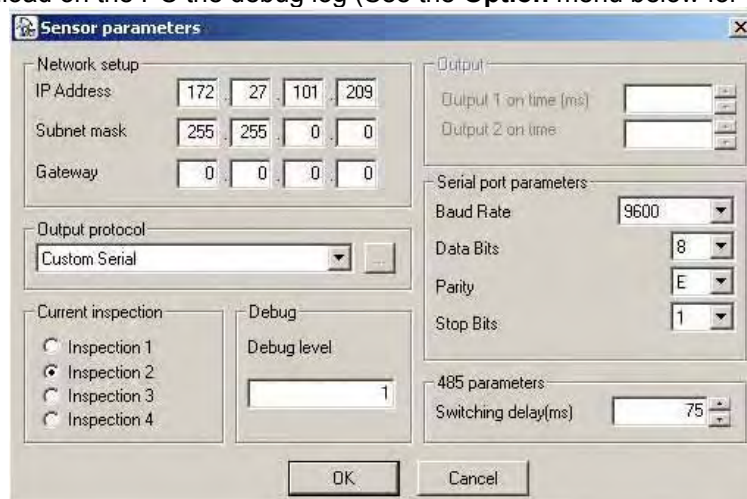 the PC the debug log (See the Option menu below for
Sensor parameters
Network setup
IP Address 172 . 27 . 101 . 209
Subnet mask 255 . 255 . 0 . 0
Gateway 0 . 0 . 0 . 0
Output protocol
Custom Serial ...
Current inspection
Inspection 1
Inspection 2
Inspection 3
Inspection 4
Debug
Debug level
1
Output
Output 1 on time (ms)
Output 2 on time
Serial port parameters
Baud Rate 9600
Data Bits 8
Parity E
Stop Bits 1
485 parameters
Switching delay(ms) 75
OK Cancel